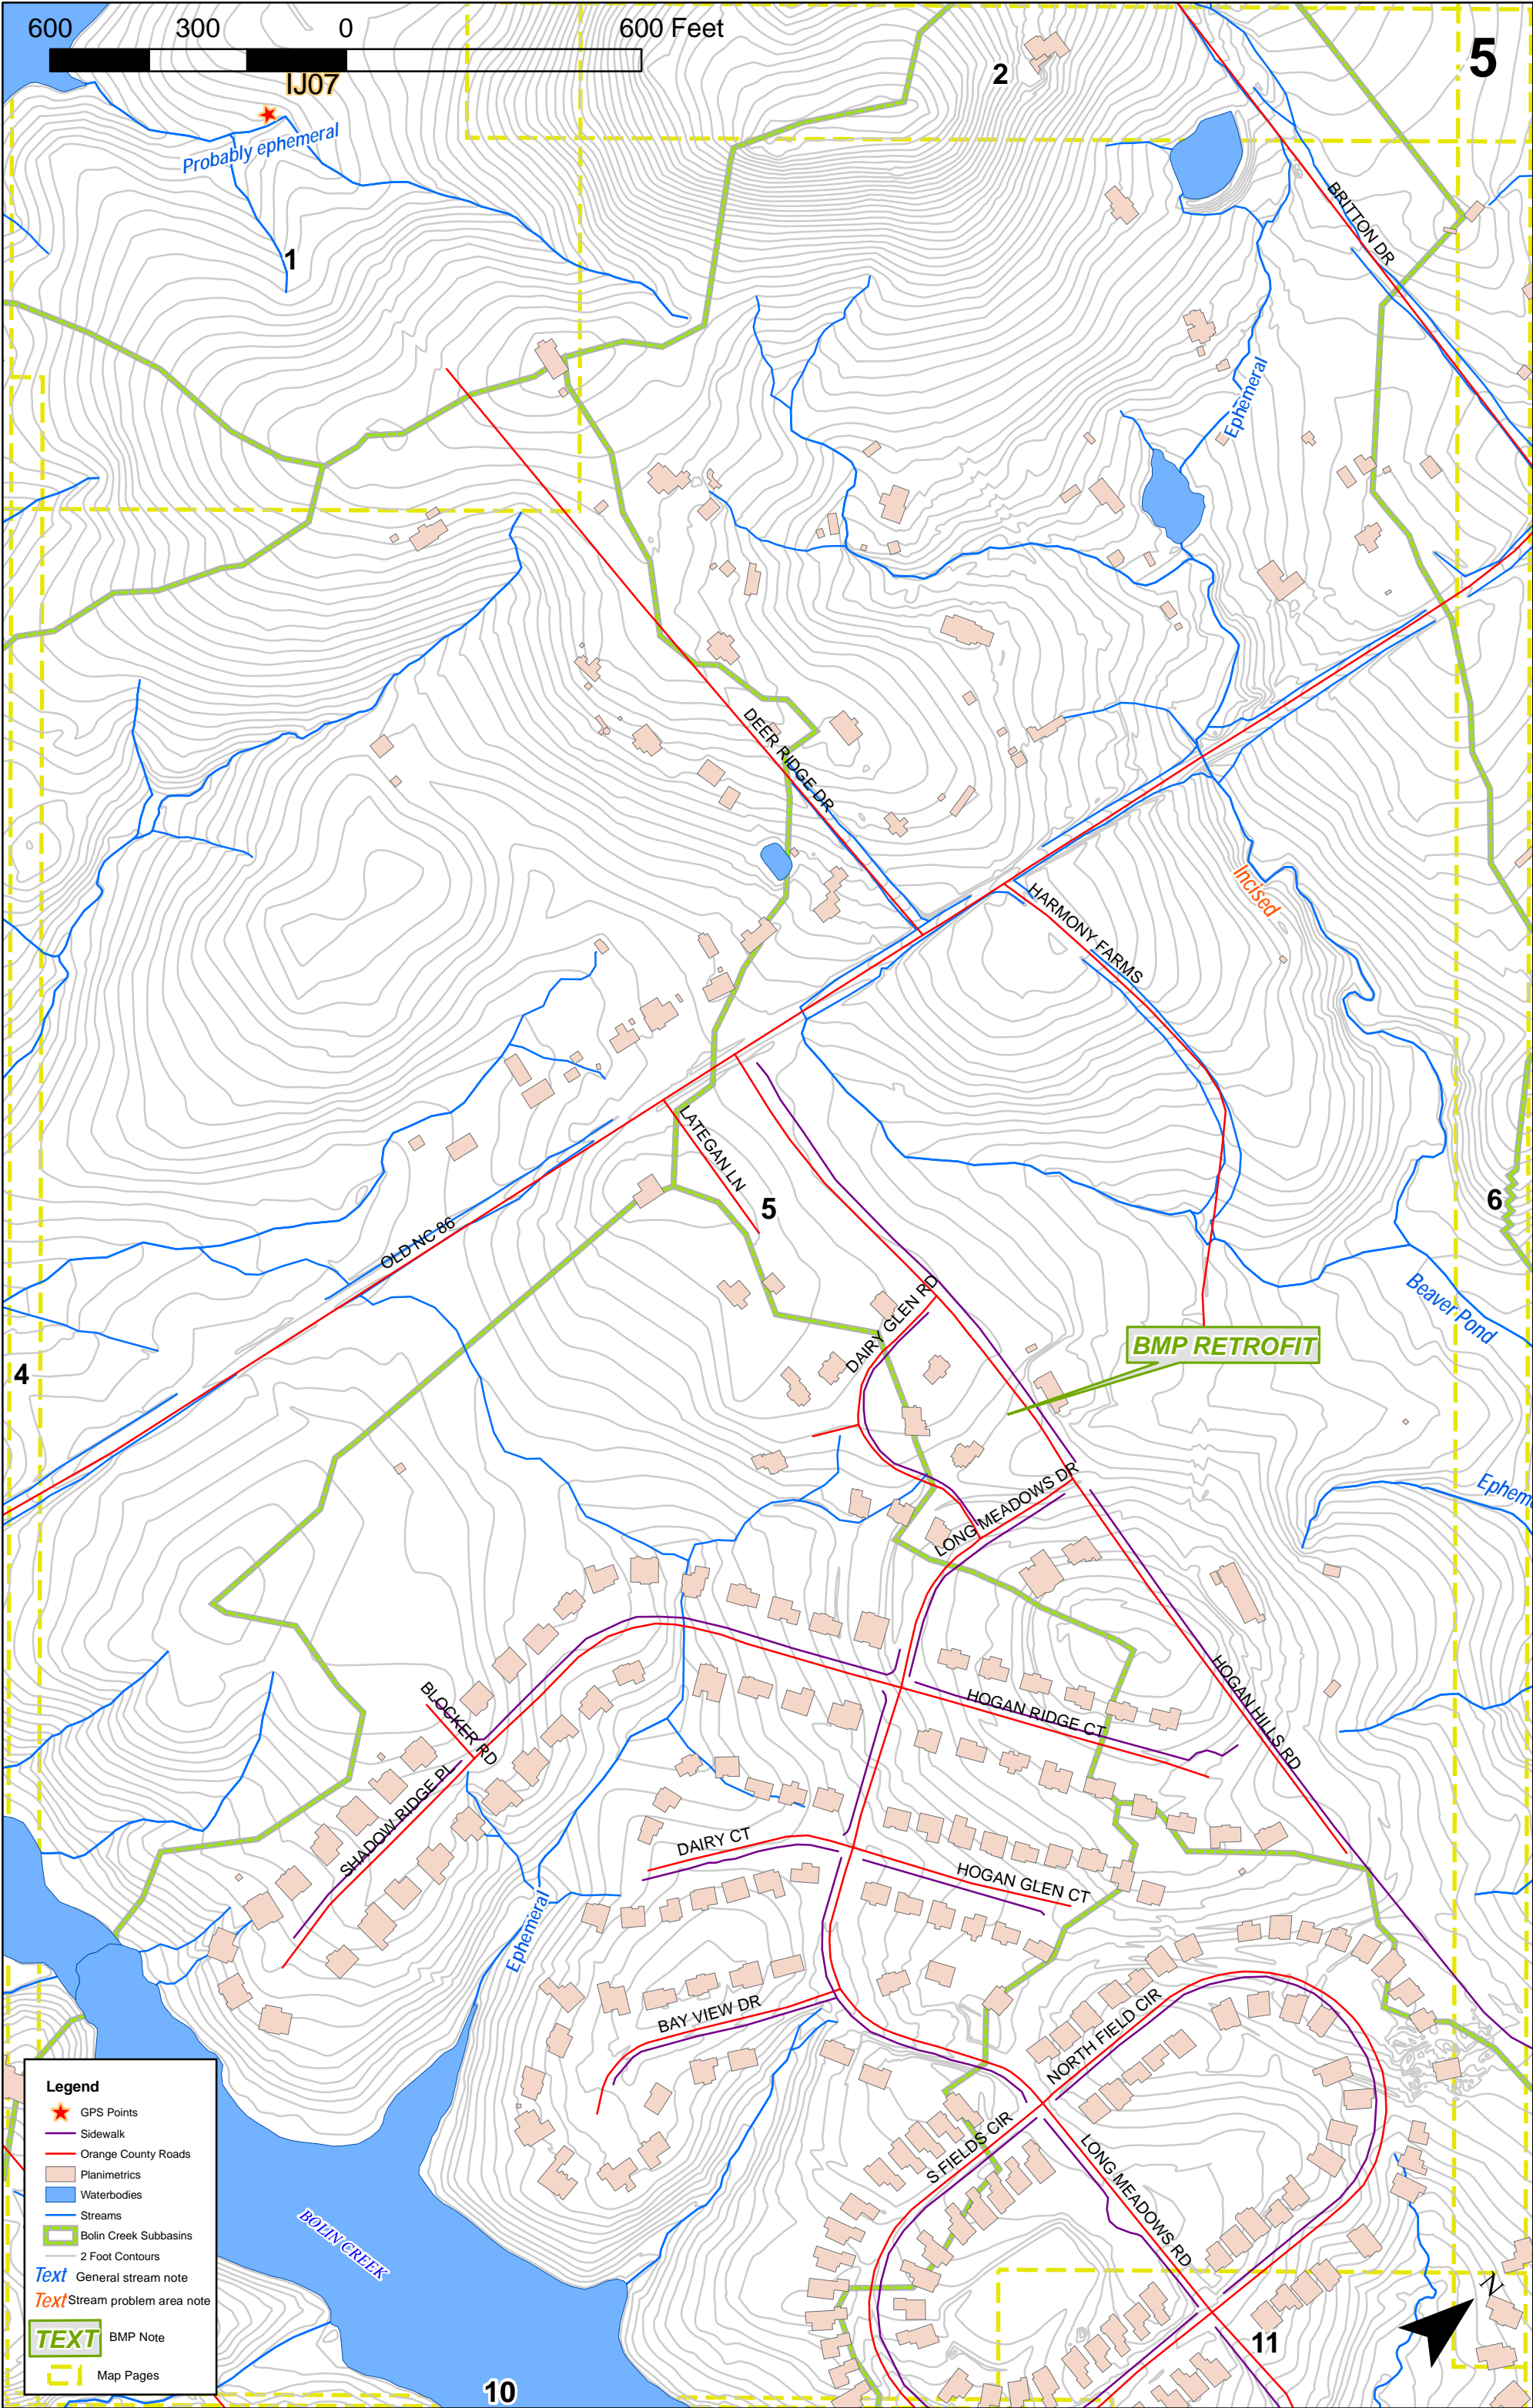 600 300 0 600 Feet
5
2
IJ07
Probably ephemeral
1
BRITTON DR
Ephemeral
DEER RIDGE DR
Incised
HARMONY FARMS
LATEGAN LN
5
6
OLD NC 86
Beaver Pond
DAIRY GLEN RD
BMP RETROFIT
4
LONG MEADOWS DR
HOGAN HILLS RD
BLOCKER RD
HOGAN RIDGE CT
SHADOW RIDGE PL
DAIRY CT
HOGAN GLEN CT
Ephemeral
BAY VIEW DR
NORTH FIELD CIR
S FIELDS CIR
LONG MEADOWS RD
BOLIN CREEK
N
11
10
Legend
GPS Points
Sidewalk
Orange County Roads
Planimetrics
Waterbodies
Streams
Bolin Creek Subbasins
2 Foot Contours
Text General stream note
Text Stream problem area note
TEXT BMP Note
Map Pages